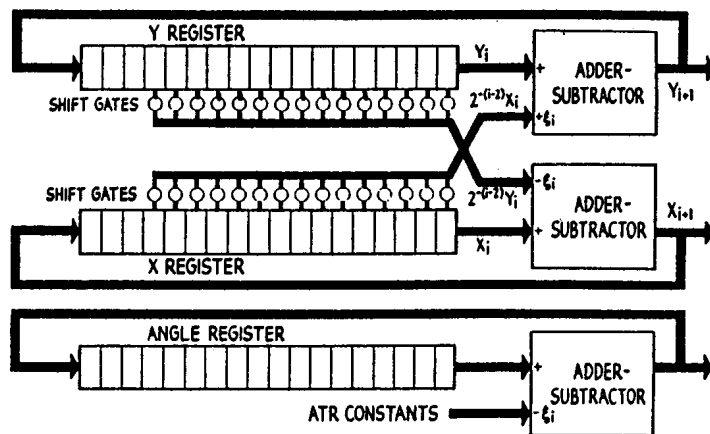 Y REGISTER
Yᵢ
+
ADDER-
SUBTRACTOR
Yᵢ₊₁
SHIFT GATES
2^-(i-2)Xᵢ
+ξᵢ
SHIFT GATES
2^-(i-2)Yᵢ
-ξᵢ
ADDER-
SUBTRACTOR
Xᵢ₊₁
X REGISTER
Xᵢ
+
ANGLE REGISTER
+
ADDER-
SUBTRACTOR
ATR CONSTANTS
-ξᵢ